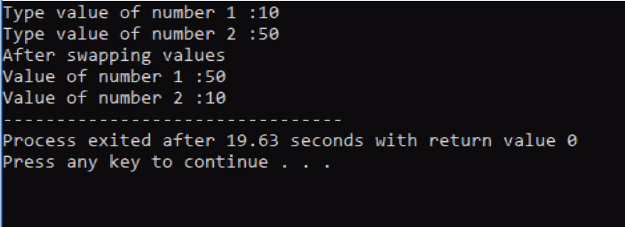 Type value of number 1 :10
Type value of number 2 :50
After swapping values
Value of number 1 :50
Value of number 2 :10
--------------------------------
Process exited after 19.63 seconds with return value 0
Press any key to continue . . .